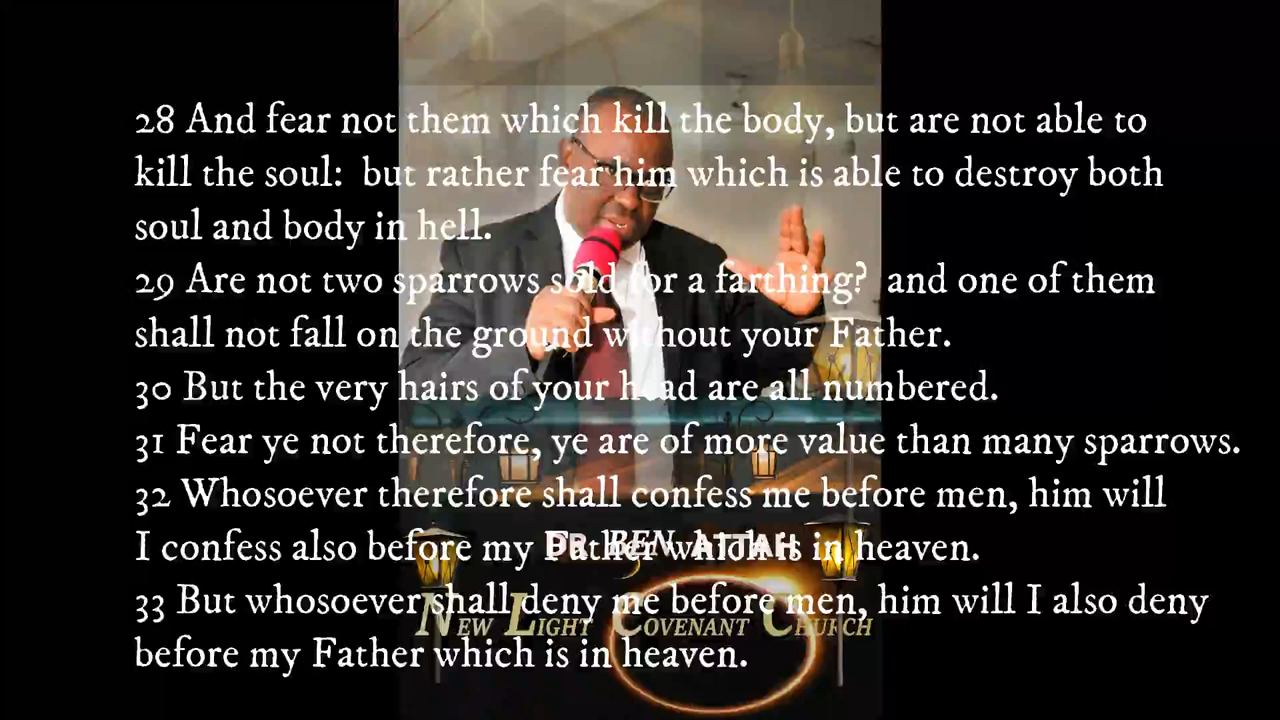 28 And fear not them which kill the body, but are not able to
kill the soul:  but rather fear him which is able to destroy both
soul and body in hell.
29 Are not two sparrows sold for a farthing?  and one of them
shall not fall on the ground without your Father.
30 But the very hairs of your head are all numbered.
31 Fear ye not therefore, ye are of more value than many sparrows.
32 Whosoever therefore shall confess me before men, him will
I confess also before my Father which is in heaven.
DR BEN ATTAH
33 But whosoever shall deny me before men, him will I also deny
NEW LIGHT COVENANT CHURCH
before my Father which is in heaven.